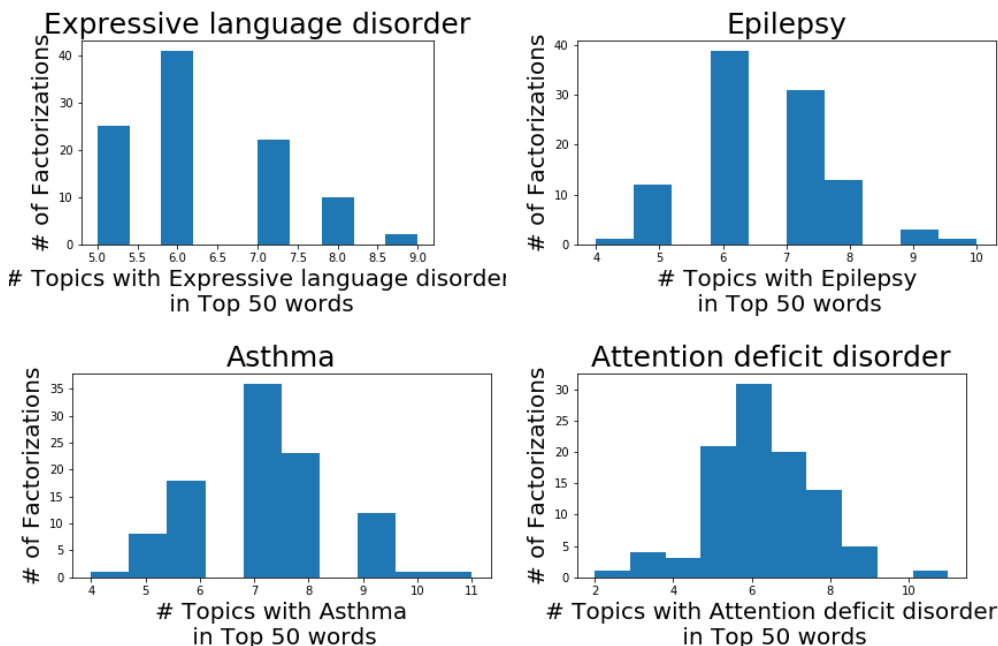 Expressive language disorder
# of Factorizations
40
30
20
10
0
5.0 5.5 6.0 6.5 7.0 7.5 8.0 8.5 9.0
# Topics with Expressive language disorder
in Top 50 words
Epilepsy
# of Factorizations
40
30
20
10
0
4 5 6 7 8 9 10
# Topics with Epilepsy
in Top 50 words
Asthma
# of Factorizations
35
30
25
20
15
10
5
0
4 5 6 7 8 9 10 11
# Topics with Asthma
in Top 50 words
Attention deficit disorder
# of Factorizations
30
25
20
15
10
5
0
2 4 6 8 10
# Topics with Attention deficit disorder
in Top 50 words